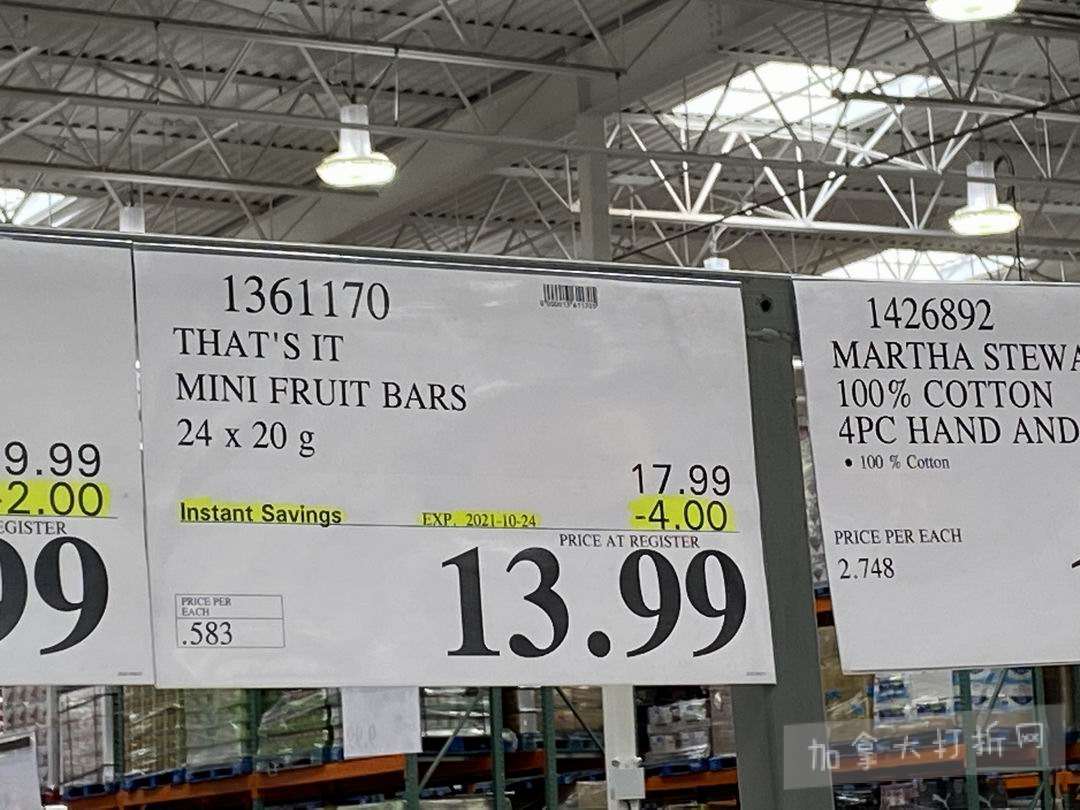 9.99
-2.00
EGISTER
99
1361170
THAT'S IT
MINI FRUIT BARS
24 x 20 g
17.99
Instant Savings EXP. 2021-10-24 -4.00
PRICE AT REGISTER
13.99
PRICE PER
EACH
.583
1426892
MARTHA STEWA
100% COTTON
4PC HAND AND
• 100 % Cotton
PRICE PER EACH
2.748
加拿大打折网